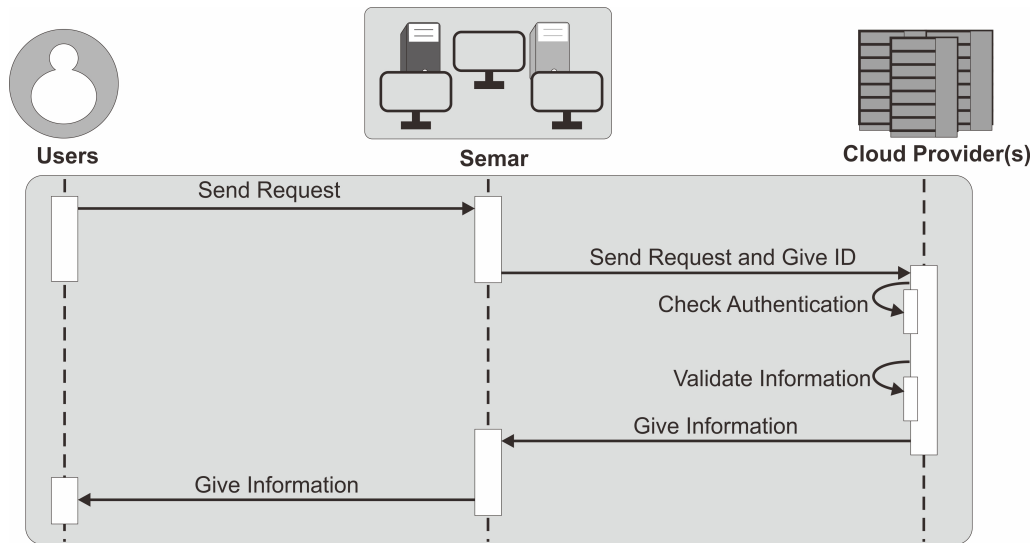 Users
Semar
Cloud Provider(s)
Send Request
Send Request and Give ID
Check Authentication
Validate Information
Give Information
Give Information